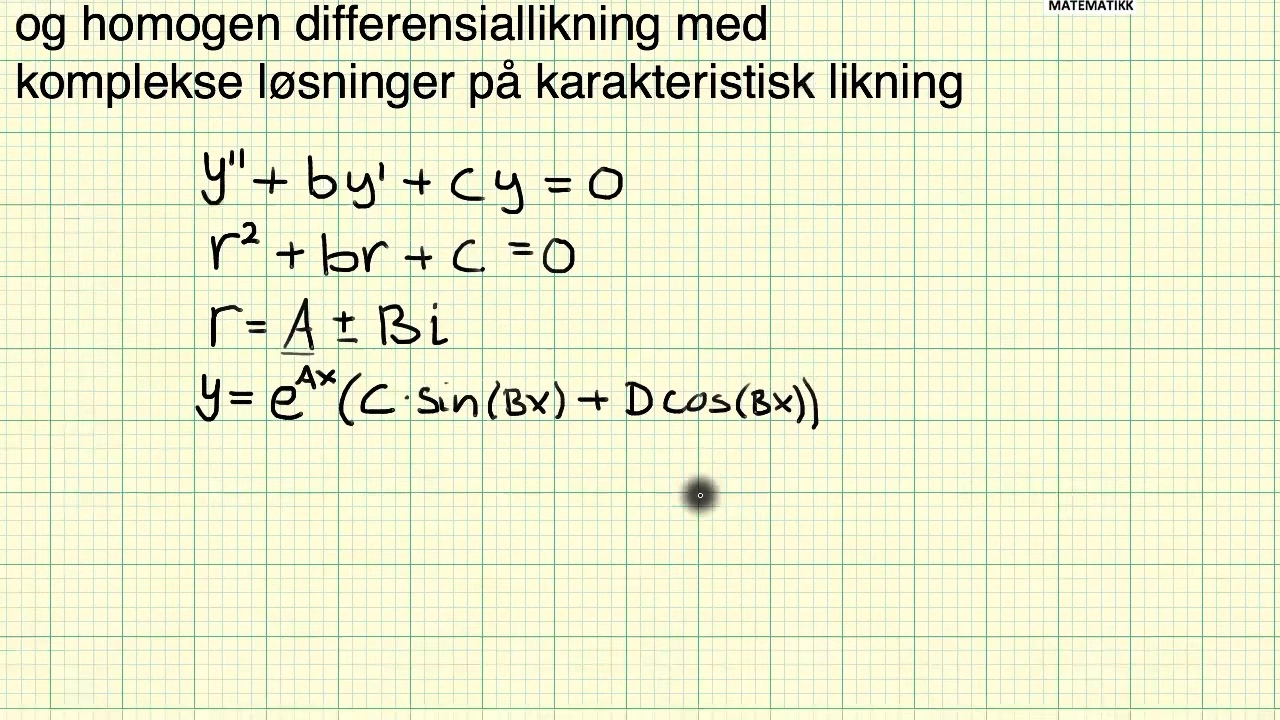 MATEMATIKK
og homogen differensiallikning med
komplekse løsninger på karakteristisk likning
y'' + by' + cy = 0
r² + br + c = 0
r = A ± Bi
y = e^{Ax}(C·sin(Bx) + Dcos(Bx))